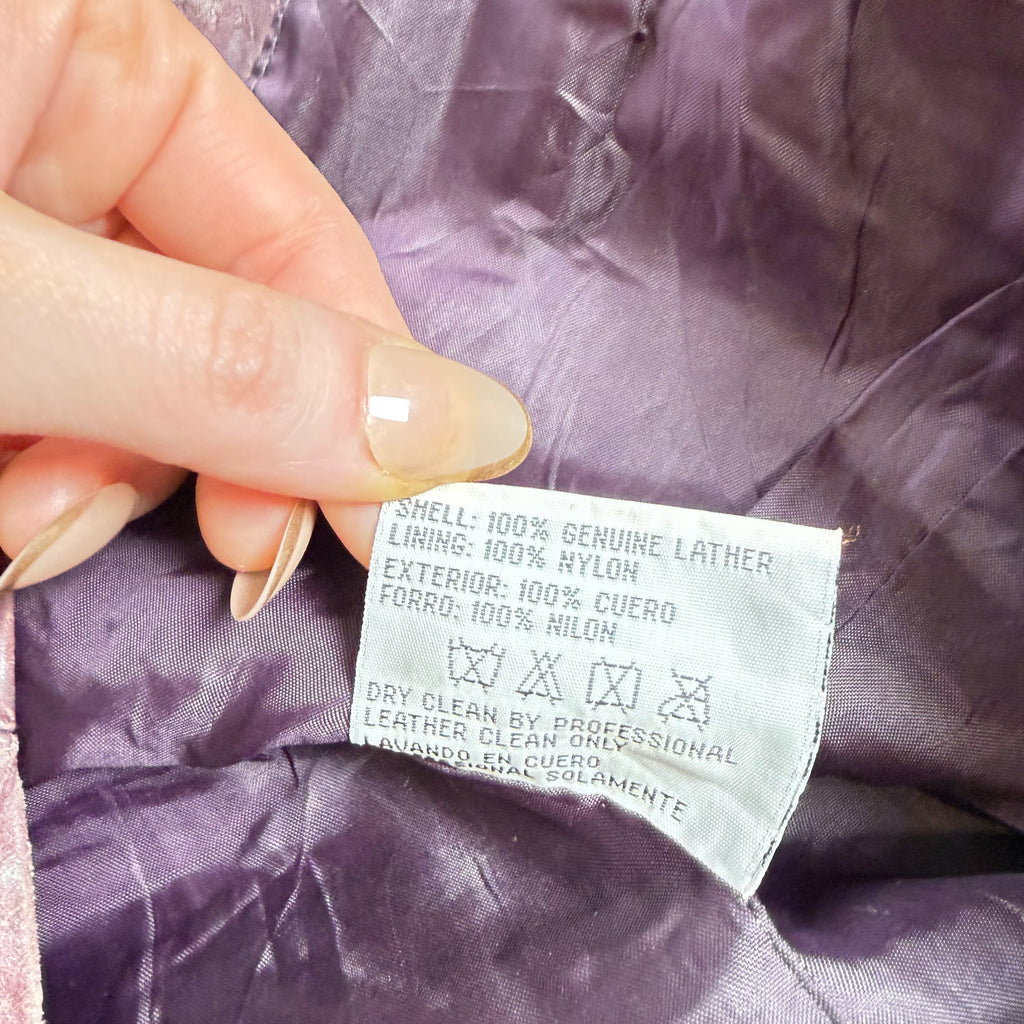 SHELL: 100% GENUINE LATHER
LINING: 100% NYLON
EXTERIOR: 100% CUERO
FORRO: 100% NILON
DRY CLEAN BY PROFESSIONAL
LEATHER CLEAN ONLY
LAVANDO EN CUERO
SOLAMENTE